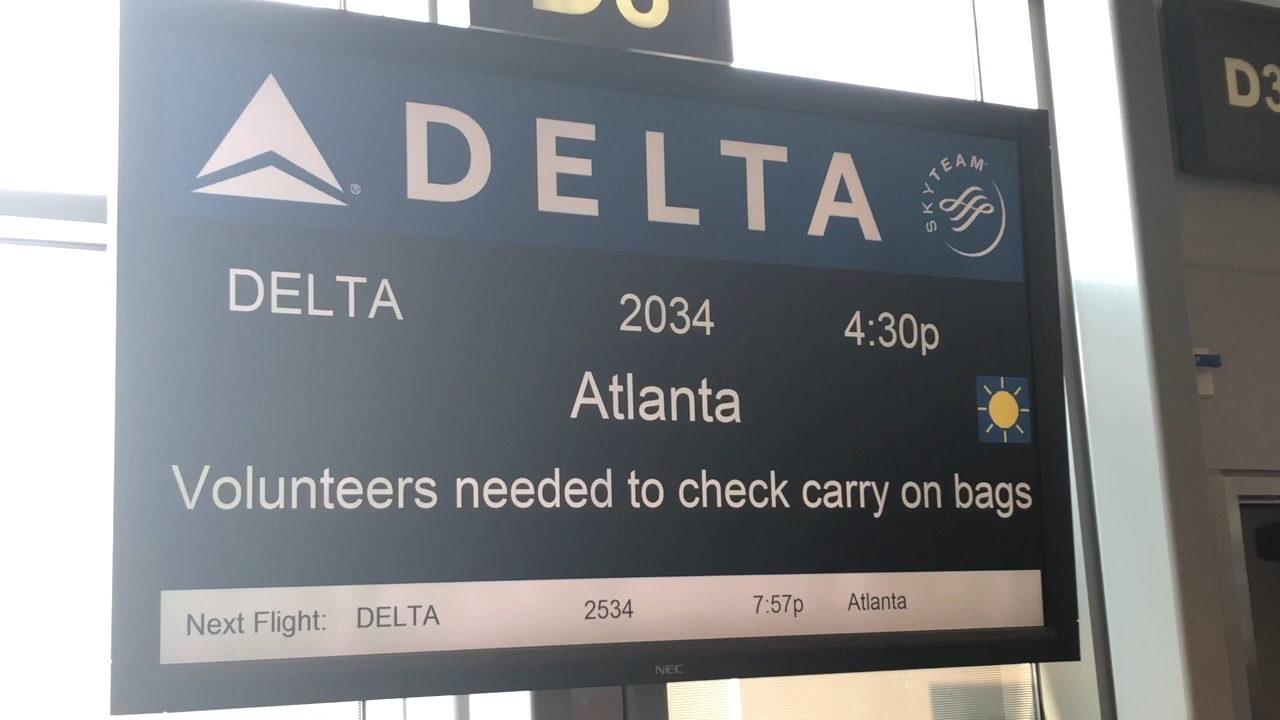 D3
DELTA
SKYTEAM
DELTA 2034 4:30p
Atlanta
Volunteers needed to check carry on bags
Next Flight: DELTA 2534 7:57p Atlanta
NEC